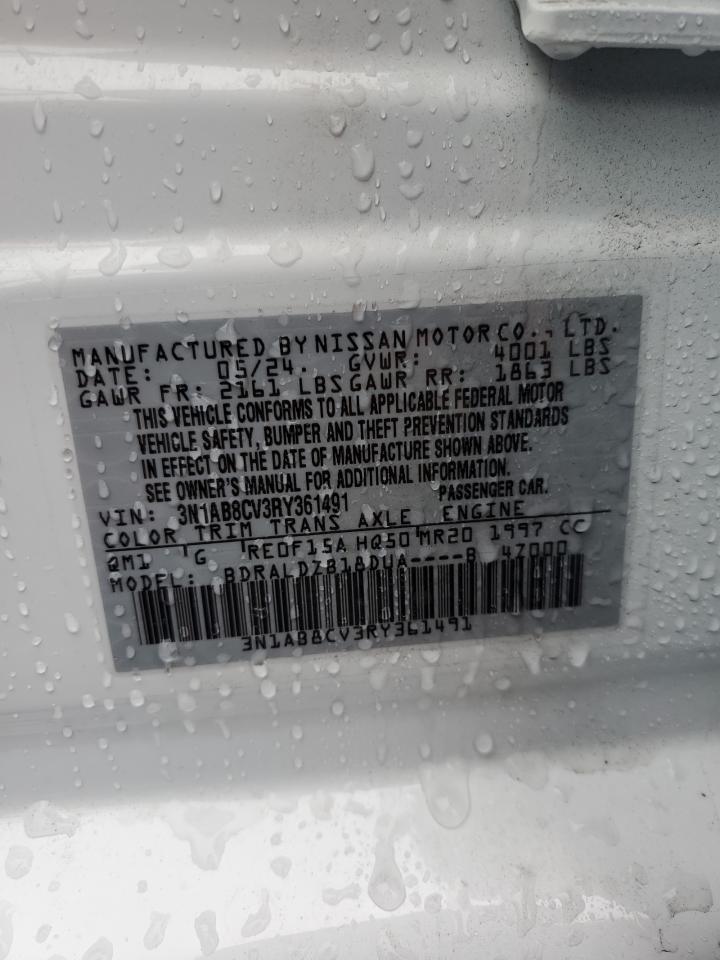 MANUFACTURED BY NISSAN MOTOR CO., LTD.
DATE: 05/24. GVWR: 4001 LBS
GAWR FR: 2161 LBS GAWR RR: 1863 LBS
THIS VEHICLE CONFORMS TO ALL APPLICABLE FEDERAL MOTOR
VEHICLE SAFETY, BUMPER AND THEFT PREVENTION STANDARDS
IN EFFECT ON THE DATE OF MANUFACTURE SHOWN ABOVE.
SEE OWNER'S MANUAL FOR ADDITIONAL INFORMATION.
VIN: 3N1AB8CV3RY361491 PASSENGER CAR.
COLOR TRIM TRANS AXLE ENGINE
QM1 G RE0F15A HQ50 MR20 1997 CC
MODEL: BDRALDZB18DUA----B 4Z000
3N1AB8CV3RY361491